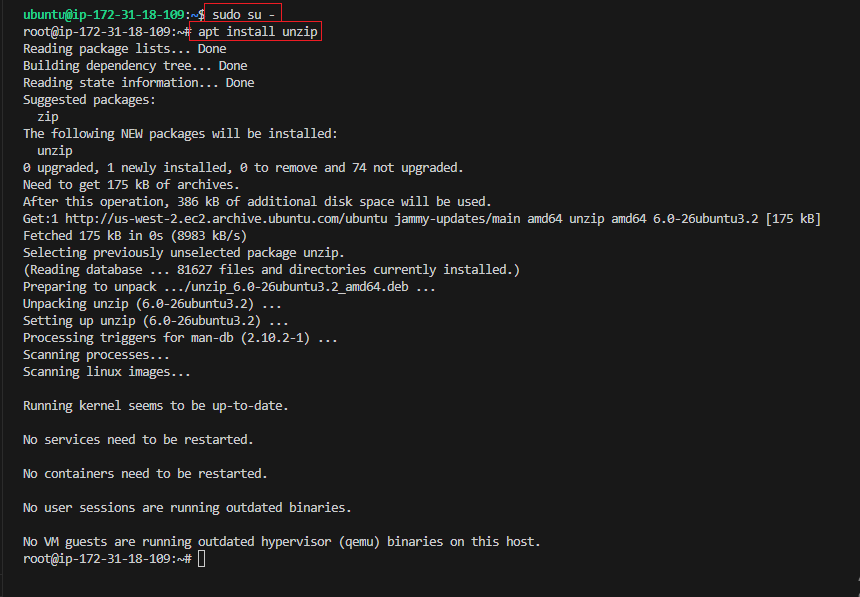 ubuntu@ip-172-31-18-109:~$ sudo su -
root@ip-172-31-18-109:~# apt install unzip
Reading package lists... Done
Building dependency tree... Done
Reading state information... Done
Suggested packages:
  zip
The following NEW packages will be installed:
  unzip
0 upgraded, 1 newly installed, 0 to remove and 74 not upgraded.
Need to get 175 kB of archives.
After this operation, 386 kB of additional disk space will be used.
Get:1 http://us-west-2.ec2.archive.ubuntu.com/ubuntu jammy-updates/main amd64 unzip amd64 6.0-26ubuntu3.2 [175 kB]
Fetched 175 kB in 0s (8983 kB/s)
Selecting previously unselected package unzip.
(Reading database ... 81627 files and directories currently installed.)
Preparing to unpack .../unzip_6.0-26ubuntu3.2_amd64.deb ...
Unpacking unzip (6.0-26ubuntu3.2) ...
Setting up unzip (6.0-26ubuntu3.2) ...
Processing triggers for man-db (2.10.2-1) ...
Scanning processes...
Scanning linux images...

Running kernel seems to be up-to-date.

No services need to be restarted.

No containers need to be restarted.

No user sessions are running outdated binaries.

No VM guests are running outdated hypervisor (qemu) binaries on this host.
root@ip-172-31-18-109:~#